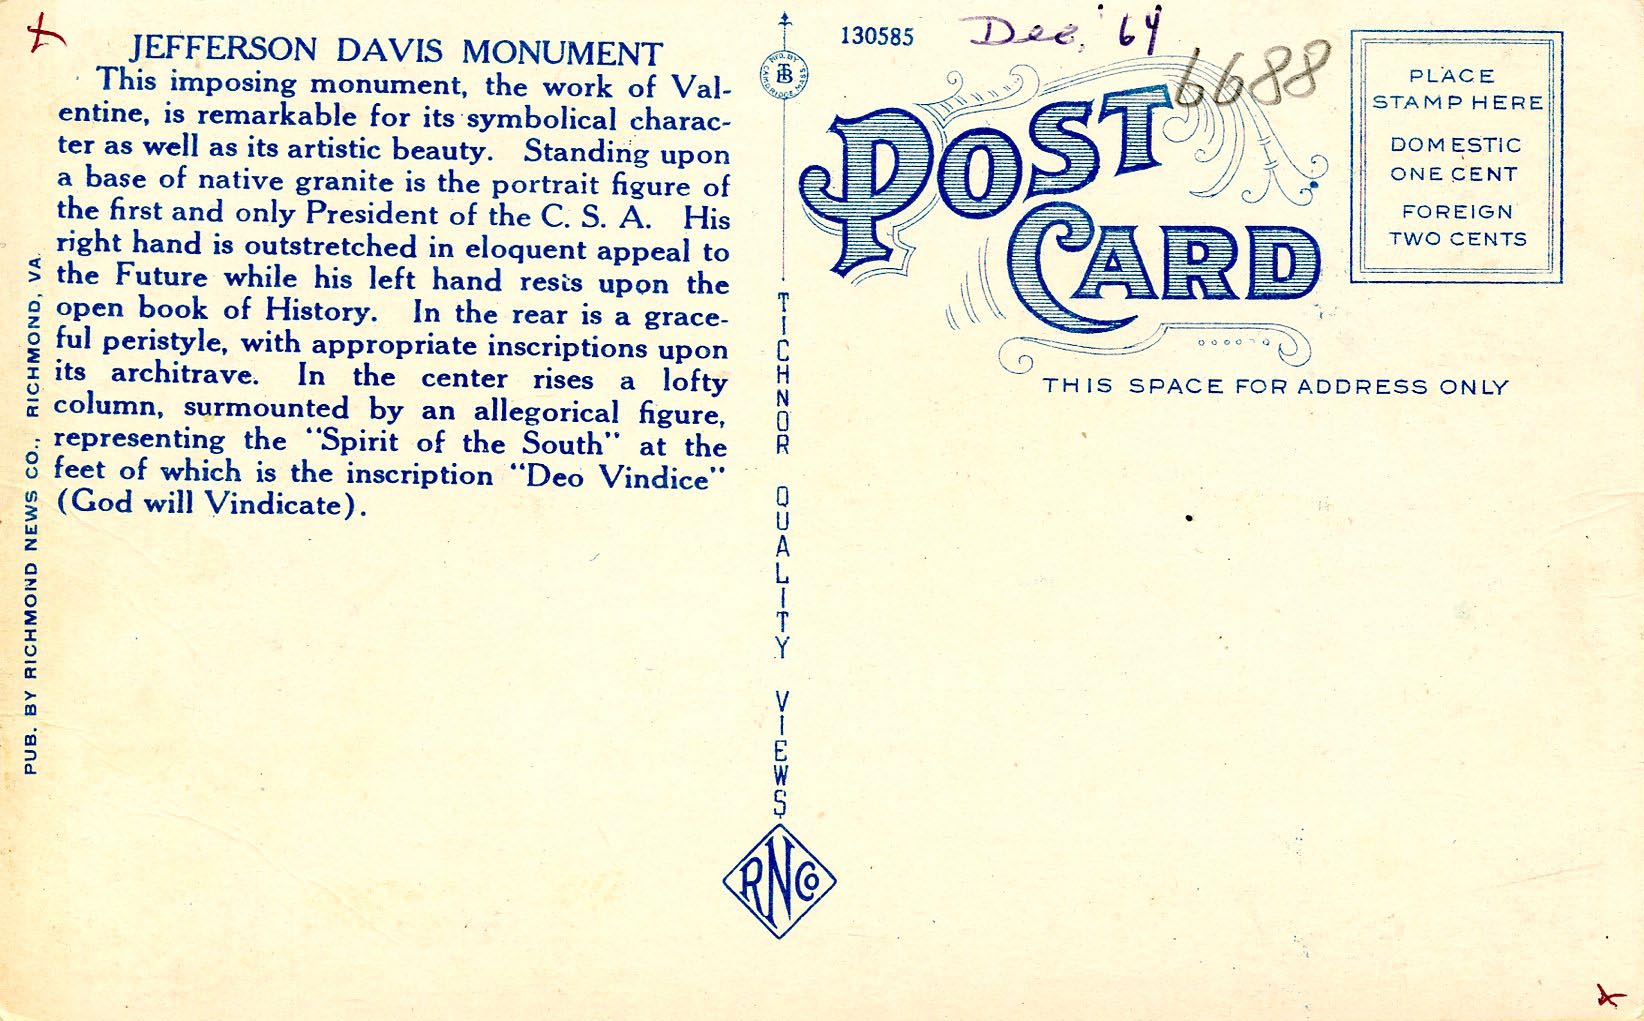 JEFFERSON DAVIS MONUMENT
This imposing monument, the work of Val-
entine, is remarkable for its symbolical charac-
ter as well as its artistic beauty. Standing upon
a base of native granite is the portrait figure of
the first and only President of the C. S. A. His
right hand is outstretched in eloquent appeal to
the Future while his left hand rests upon the
open book of History. In the rear is a grace-
ful peristyle, with appropriate inscriptions upon
its architrave. In the center rises a lofty
column, surmounted by an allegorical figure,
representing the "Spirit of the South" at the
feet of which is the inscription "Deo Vindice"
(God will Vindicate).
PUB. BY RICHMOND NEWS CO., RICHMOND, VA.
MFD. BY
TB
CAMBRIDGE MASS.
TICHNOR QUALITY VIEWS
RNCo
130585
Dec. '64
6688
POST
CARD
THIS SPACE FOR ADDRESS ONLY
PLACE
STAMP HERE
DOMESTIC
ONE CENT
FOREIGN
TWO CENTS